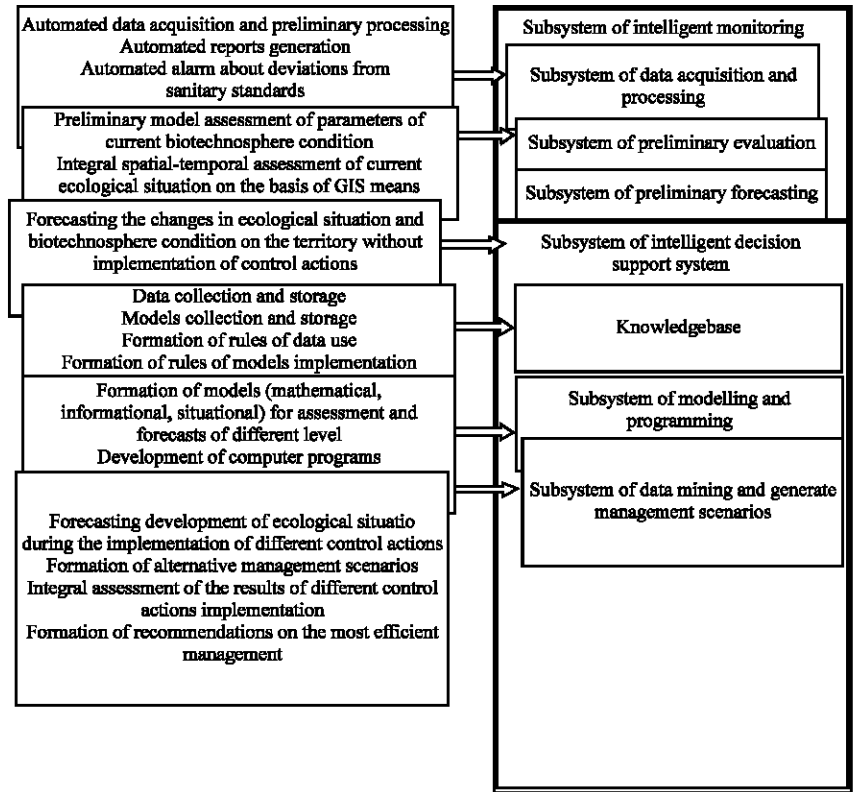 Automated data acquisition and preliminary processing
Automated reports generation
Automated alarm about deviations from
sanitary standards
Preliminary model assessment of parameters of
current biotechnosphere condition
Integral spatial-temporal assessment of current
ecological situation on the basis of GIS means
Forecasting the changes in ecological situation and
biotechnosphere condition on the territory without
implementation of control actions
Data collection and storage
Models collection and storage
Formation of rules of data use
Formation of rules of models implementation
Formation of models (mathematical,
informational, situational) for assessment and
forecasts of different level
Development of computer programs
Forecasting development of ecological situatio
during the implementation of different control actions
Formation of alternative management scenarios
Integral assessment of the results of different control
actions implementation
Formation of recommendations on the most efficient
management
Subsystem of intelligent monitoring
Subsystem of data acquisition and
processing
Subsystem of preliminary evaluation
Subsystem of preliminary forecasting
Subsystem of intelligent decision
support system
Knowledgebase
Subsystem of modelling and
programming
Subsystem of data mining and generate
management scenarios